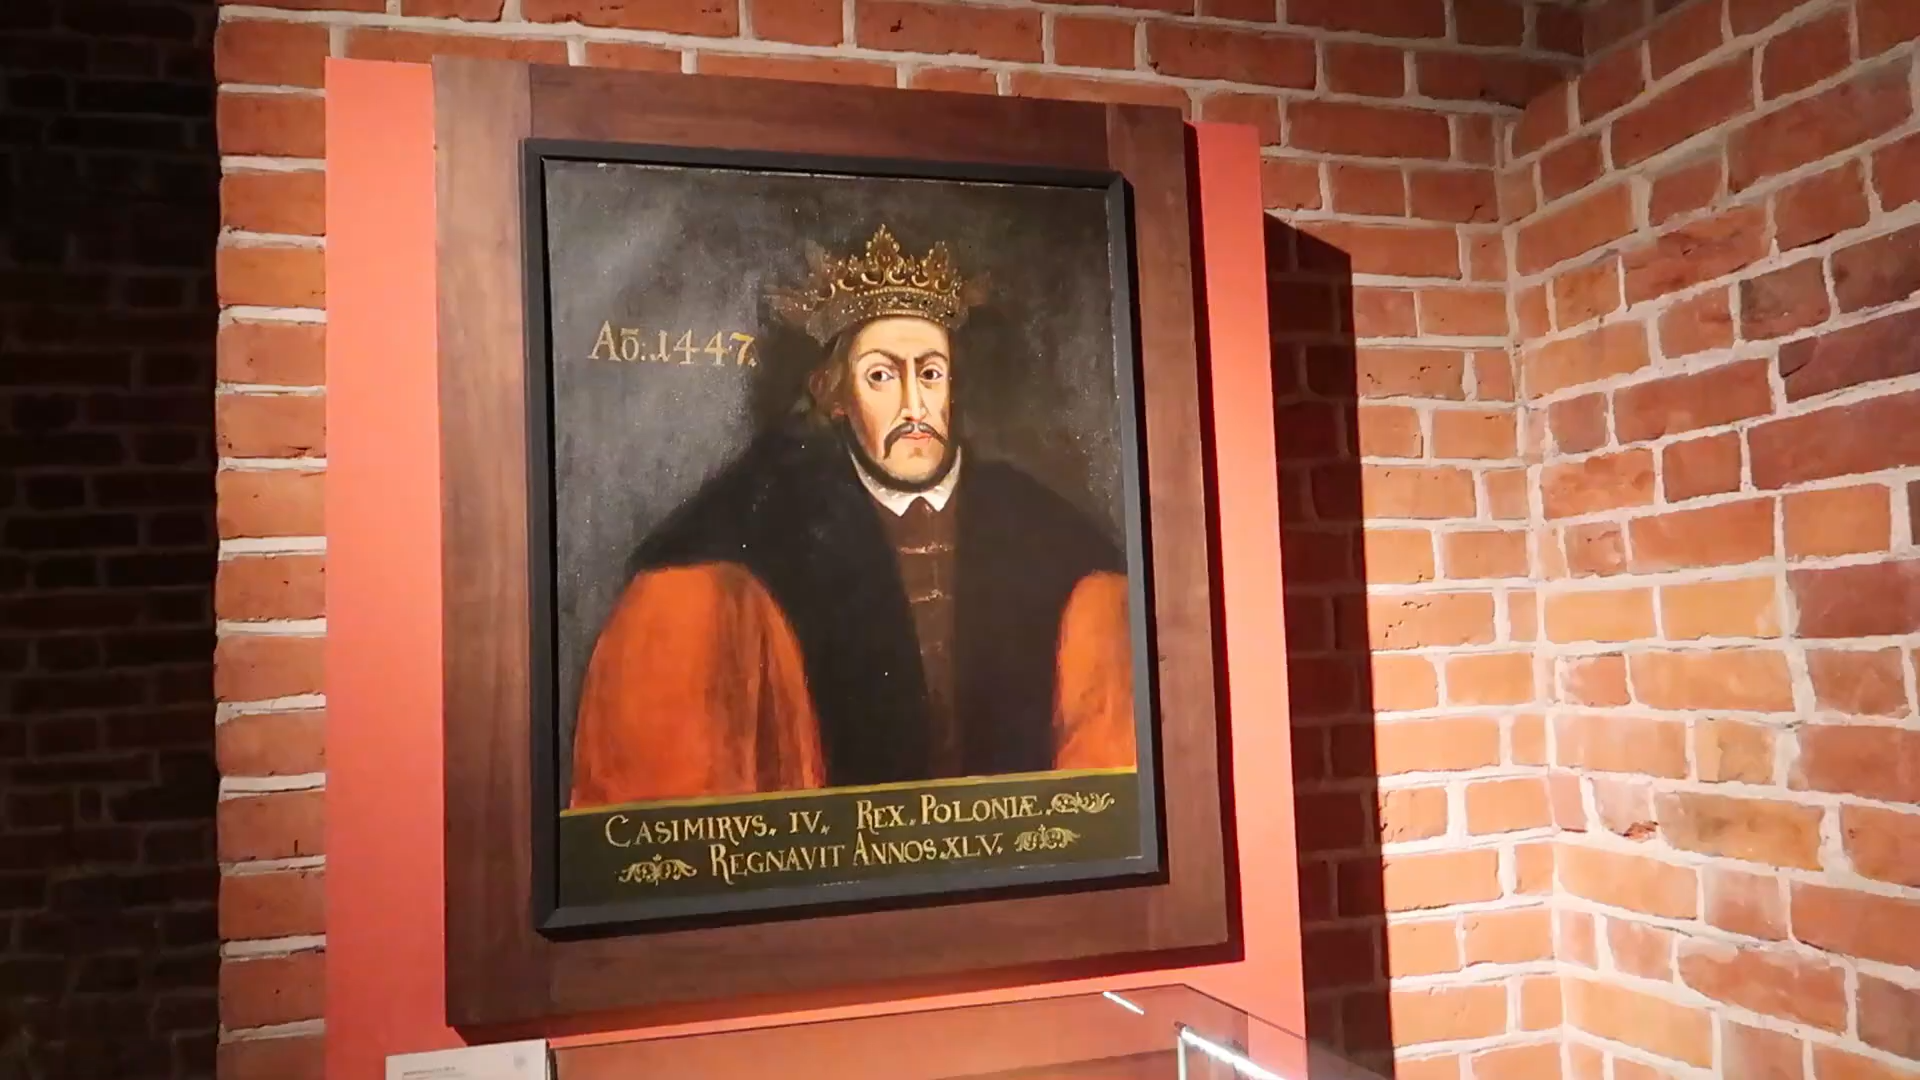 Aō: 1447.
CASIMIRVS. IV. REX. POLONIÆ.
REGNAVIT ANNOS. XLV.